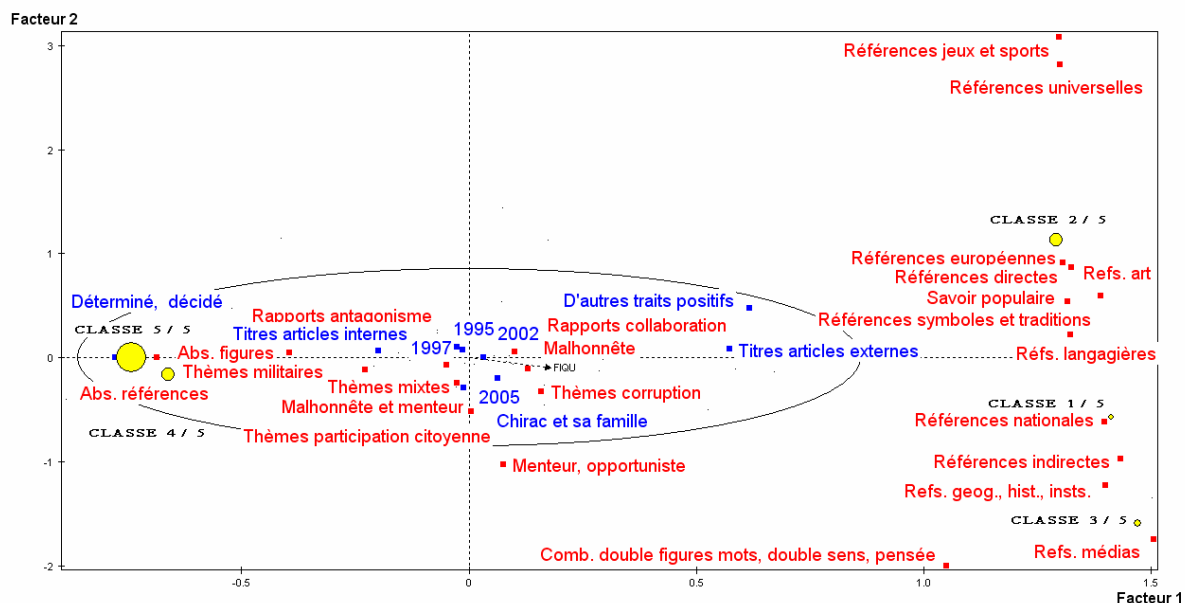 Facteur 2
3
Références jeux et sports
Références universelles
2
CLASSE 2 / 5
1
Références européennes
Références directes
Refs. art
Déterminé, décidé
D'autres traits positifs
Savoir populaire
Rapports antagonisme
1995
2002
Rapports collaboration
Références symboles et traditions
CLASSE 5 / 5
Titres articles internes
1997
Malhonnête
Titres articles externes
Réfs. langagières
0
Abs. figures
Thèmes militaires
FIQU
Abs. références
Thèmes mixtes
2005
Thèmes corruption
CLASSE 1 / 5
Malhonnête et menteur
Chirac et sa famille
Références nationales
CLASSE 4 / 5
Thèmes participation citoyenne
-1
Menteur, opportuniste
Références indirectes
Refs. geog., hist., insts.
CLASSE 3 / 5
Comb. double figures mots, double sens, pensée
Refs. médias
-2
-0.5
0
0.5
1.0
1.5
Facteur 1